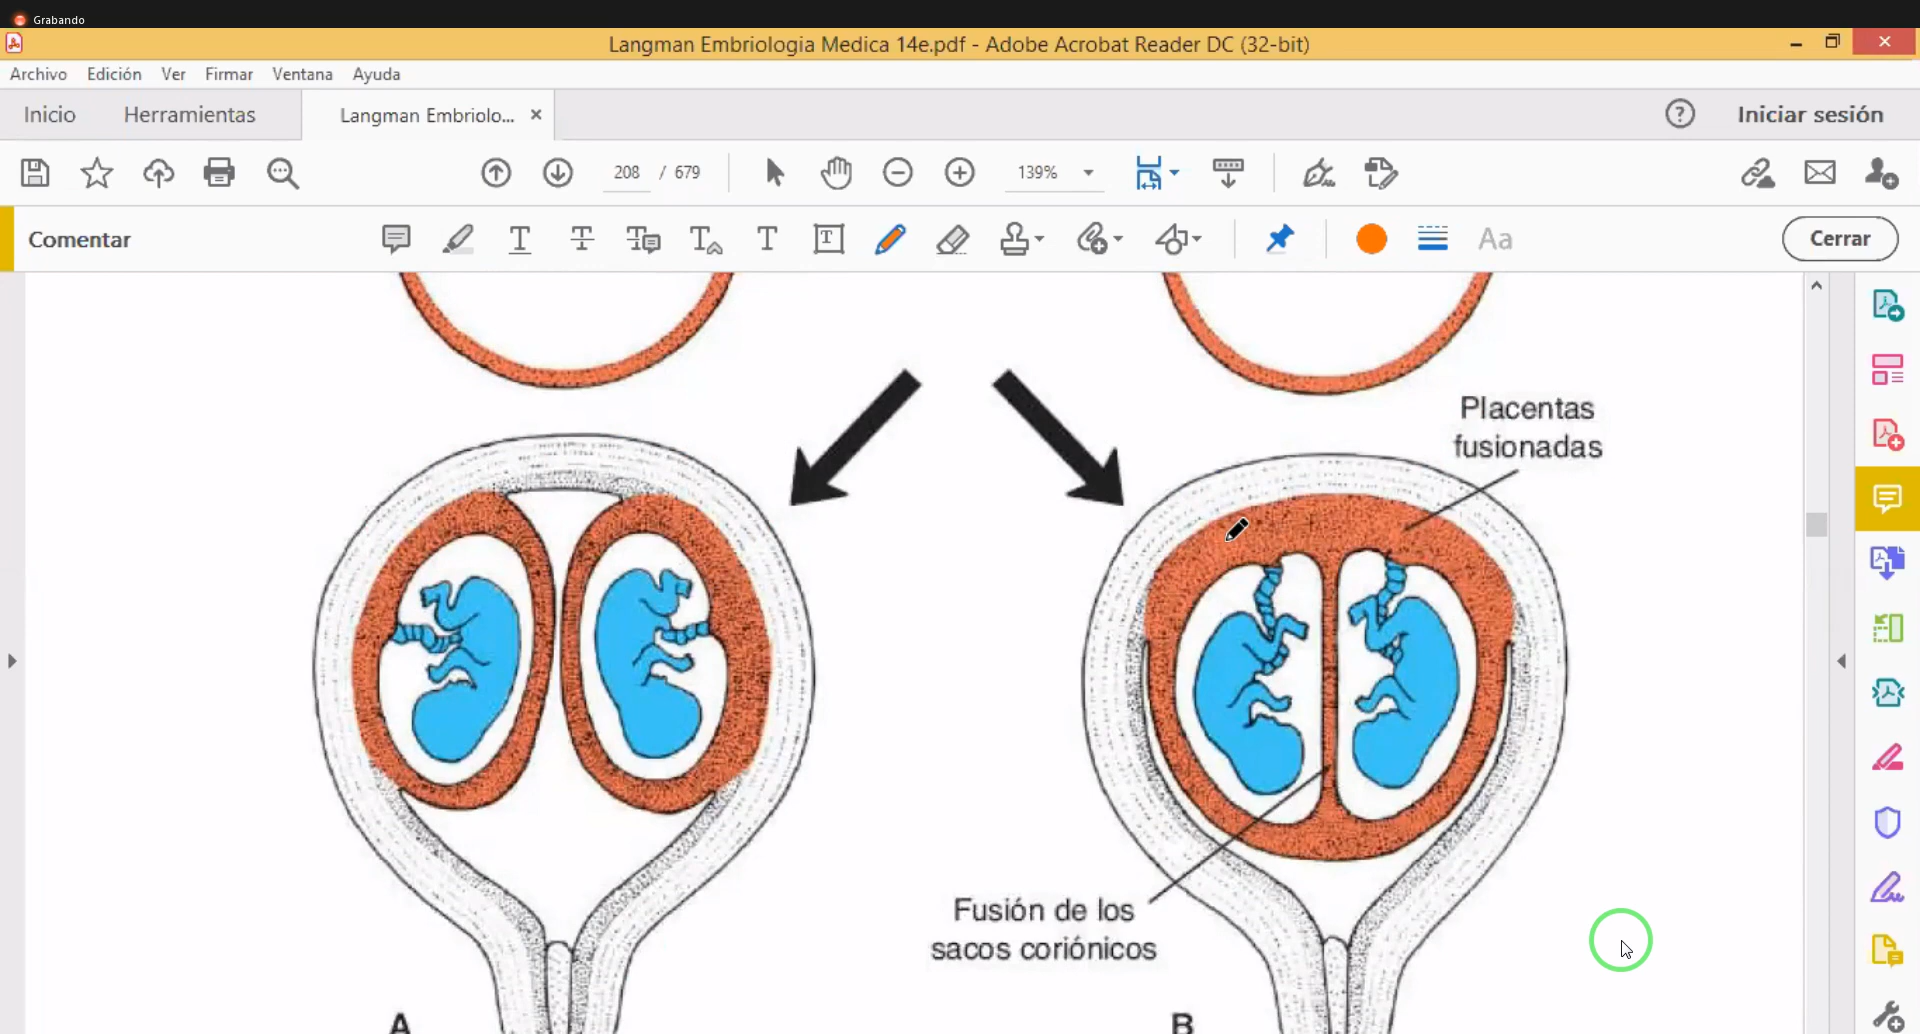 Grabando
Langman Embriologia Medica 14e.pdf - Adobe Acrobat Reader DC (32-bit)
Archivo Edición Ver Firmar Ventana Ayuda
Inicio Herramientas Langman Embriolo... Iniciar sesión
208 / 679 139%
Comentar Cerrar
Placentas
fusionadas
Fusión de los
sacos coriónicos
A B